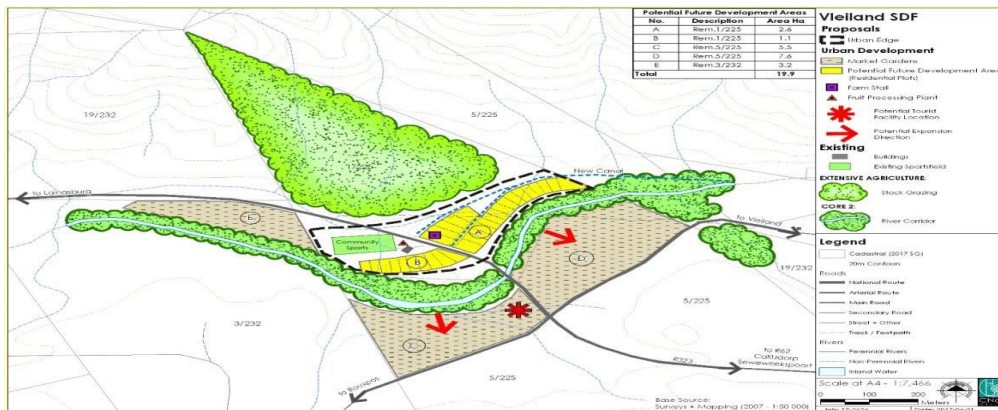 Potential Future Development Areas
No. Description Area Ha
A Rem.1/225 2.6
B Rem.1/225 1.1
C Rem.5/225 5.5
D Rem.5/225 7.6
E Rem.3/232 3.2
Total 19.9
Vleiland SDF
Proposals
Urban Edge
Urban Development
Market Gardens
Potential Future Development Area
(Residential Plots)
Farm Stall
Fruit Processing Plant
Potential Tourist
Facility Location
Potential Expansion
Direction
Existing
Buildings
Existing Sportsfield
EXTENSIVE AGRICULTURE:
Stock Grazing
CORE 2:
River Corridor
Legend
Cadastral (2017 SG)
20m Contours
Roads
National Route
Arterial Route
Main Road
Secondary Road
Street + Other
Track / Footpath
Rivers
Perennial Rivers
Non-Perennial Rivers
Inland Water
Scale at A4 - 1:7,466
0 100 200
Meters
19/232
5/225
New Canal
to Laingsburg
to Vleiland
E
A
Community
Sports
B
D
19/232
5/225
3/232
C
to R62
Calitzdorp
Seweweekspoort
R323
to Rouxpos
5/225
Base Source:
Surveys + Mapping (2007 - 1:50 000)